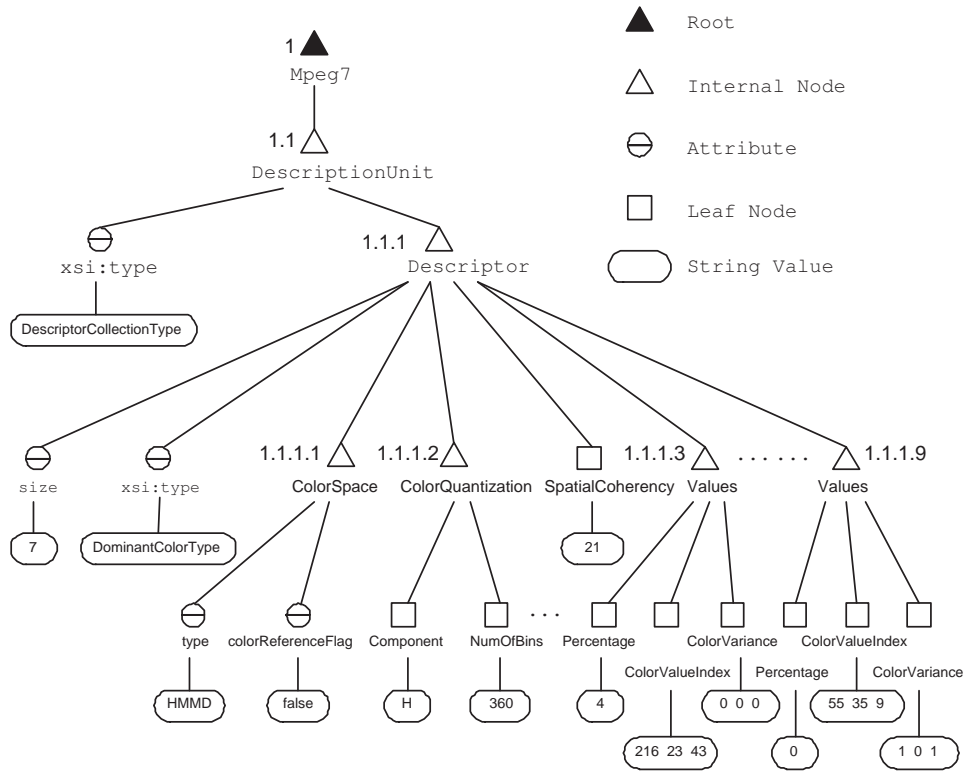 1
Mpeg7
Root
Internal Node
1.1
DescriptionUnit
Attribute
Leaf Node
xsi:type
1.1.1
Descriptor
String Value
DescriptorCollectionType
1.1.1.1
1.1.1.2
1.1.1.3
... ...
1.1.1.9
size
xsi:type
ColorSpace
ColorQuantization
SpatialCoherency
Values
Values
7
DominantColorType
21
...
type
colorReferenceFlag
Component
NumOfBins
Percentage
ColorVariance
ColorValueIndex
ColorValueIndex
Percentage
ColorVariance
HMMD
false
H
360
4
0 0 0
55 35 9
216 23 43
0
1 0 1